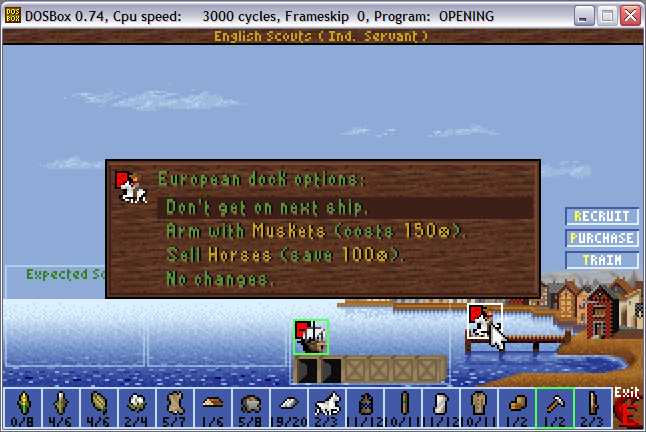 DOSBox 0.74, Cpu speed: 3000 cycles, Frameskip 0, Program: OPENING
English Scouts (Ind. Servant)
European dock options:
Don't get on next ship.
Arm with Muskets (costs 150).
Sell Horses (save 100).
No changes.
RECRUIT
PURCHASE
TRAIN
Expected
Exit
0/8 4/6 4/6 2/4 5/7 1/6 5/8 19/20 2/3 11/12 10/11 11/12 10/11 1/2 1/2 2/3
E